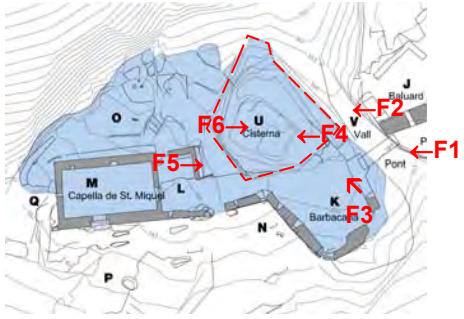 J
Baluard
←F2
V
Vall
O
U
F6→
Cisterna
←F4
←F1
P
Pont
F5→
M
Capella de St. Miquel
L
Q
K
Barbacana
F3
N
P